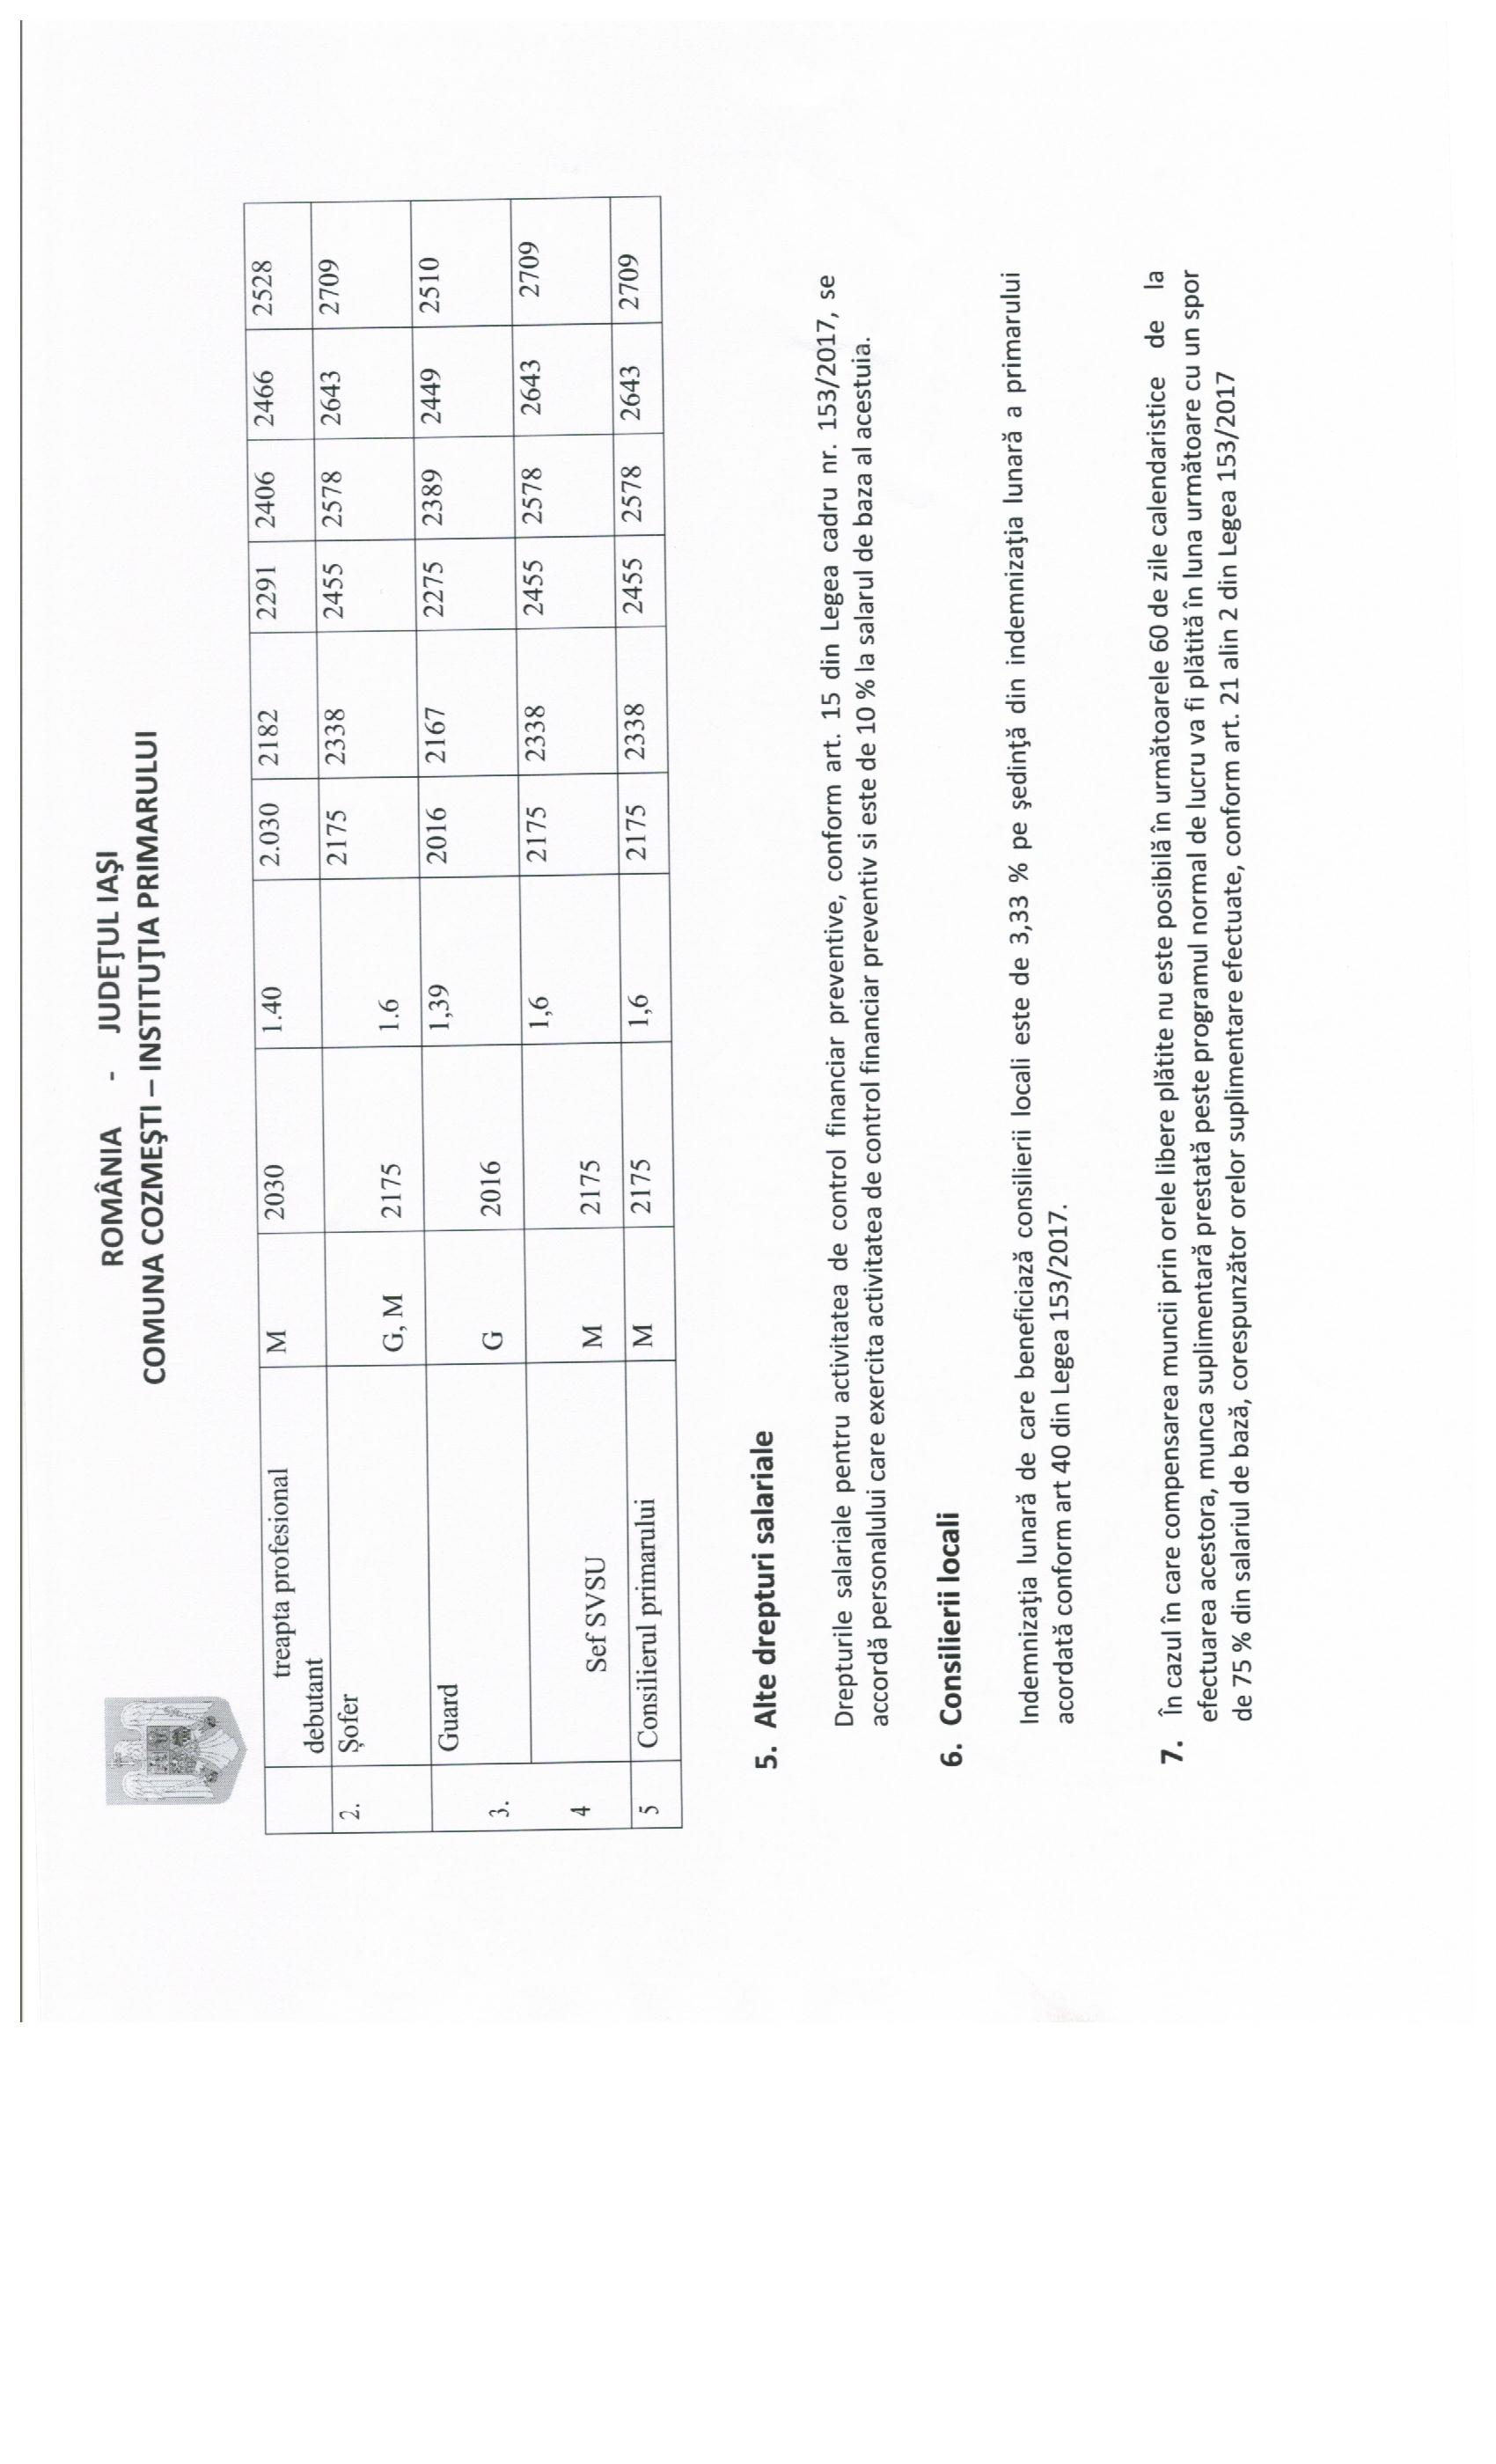 ROMÂNIA - JUDEŢUL IAŞI
COMUNA COZMEŞTI – INSTITUŢIA PRIMARULUI
treapta profesional M 2030 1.40 2.030 2182 2291 2406 2466 2528
debutant
2. Șofer 2175 2338 2455 2578 2643 2709
G, M 2175 1.6
Guard 1,39 2016 2167 2275 2389 2449 2510
3. G 2016
1,6 2175 2338 2455 2578 2643 2709
4 Sef SVSU M 2175
5 Consilierul primarului M 2175 1,6 2175 2338 2455 2578 2643 2709
5. Alte drepturi salariale
Drepturile salariale pentru activitatea de control financiar preventive, conform art. 15 din Legea cadru nr. 153/2017, se
accordă personalului care exercita activitatea de control financiar preventiv si este de 10 % la salarul de baza al acestuia.
6. Consilierii locali
Indemnizaţia lunară de care beneficiază consilierii locali este de 3,33 % pe şedinţă din indemnizaţia lunară a primarului
acordată conform art 40 din Legea 153/2017.
7. În cazul în care compensarea muncii prin orele libere plătite nu este posibilă în următoarele 60 de zile calendaristice de la
efectuarea acestora, munca suplimentară prestată peste programul normal de lucru va fi plătită în luna următoare cu un spor
de 75 % din salariul de bază, corespunzător orelor suplimentare efectuate, conform art. 21 alin 2 din Legea 153/2017